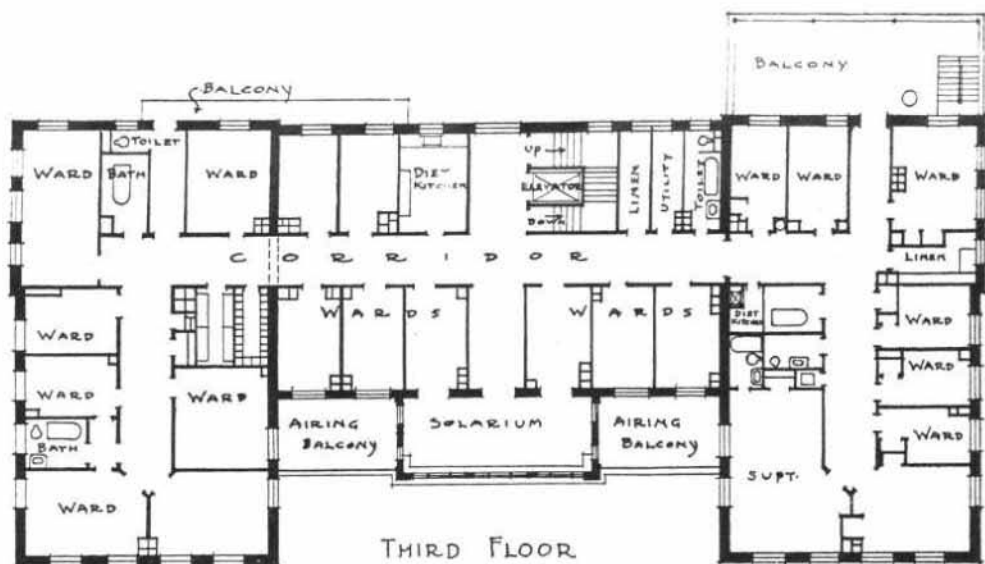 BALCONY
BALCONY
TOILET
WARD
BATH
WARD
DIET
KITCHEN
UP
ELEVATOR
DOWN
LINEN
UTILITY
TOILET
WARD
WARD
WARD
LINEN
CORRIDOR
WARD
WARDS
WARDS
DIET
KITCHEN
WARD
WARD
WARD
WARD
WARD
BATH
AIRING
BALCONY
SOLARIUM
AIRING
BALCONY
WARD
SUPT.
WARD
THIRD FLOOR